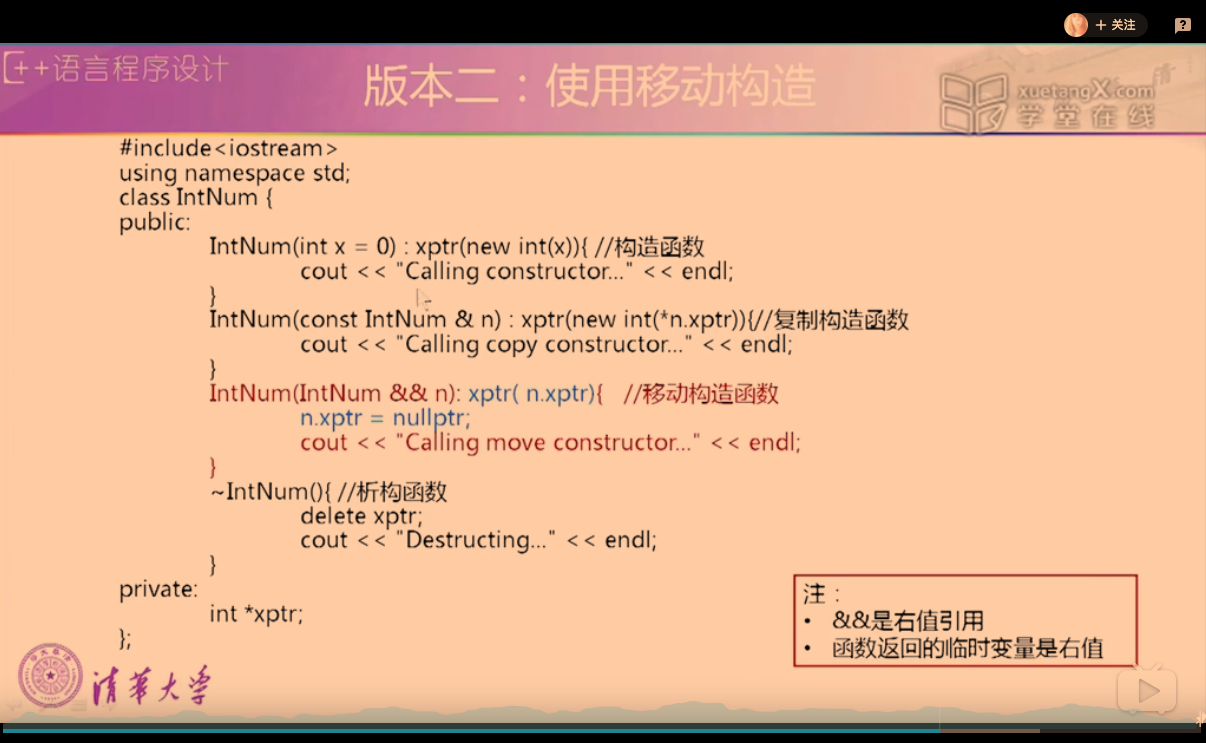 + 关注
?
C++语言程序设计
版本二：使用移动构造
xuetangX.com
学堂在线
#include<iostream>
using namespace std;
class IntNum {
public:
IntNum(int x = 0) : xptr(new int(x)){ //构造函数
cout << "Calling constructor..." << endl;
}
IntNum(const IntNum & n) : xptr(new int(*n.xptr)){//复制构造函数
cout << "Calling copy constructor..." << endl;
}
IntNum(IntNum && n): xptr( n.xptr){ //移动构造函数
n.xptr = nullptr;
cout << "Calling move constructor..." << endl;
}
~IntNum(){ //析构函数
delete xptr;
cout << "Destructing..." << endl;
}
private:
int *xptr;
};
注：
• &&是右值引用
• 函数返回的临时变量是右值
清华大学